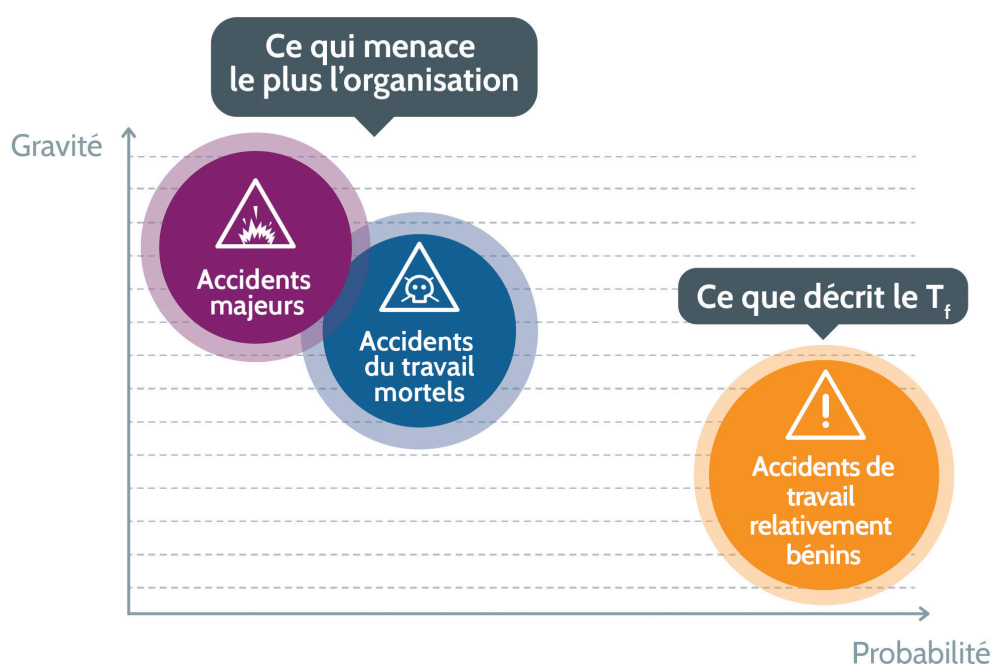 Ce qui menace
le plus l'organisation
Gravité
Accidents
majeurs
Accidents
du travail
mortels
Ce que décrit le Tf
Accidents de
travail
relativement
bénins
Probabilité